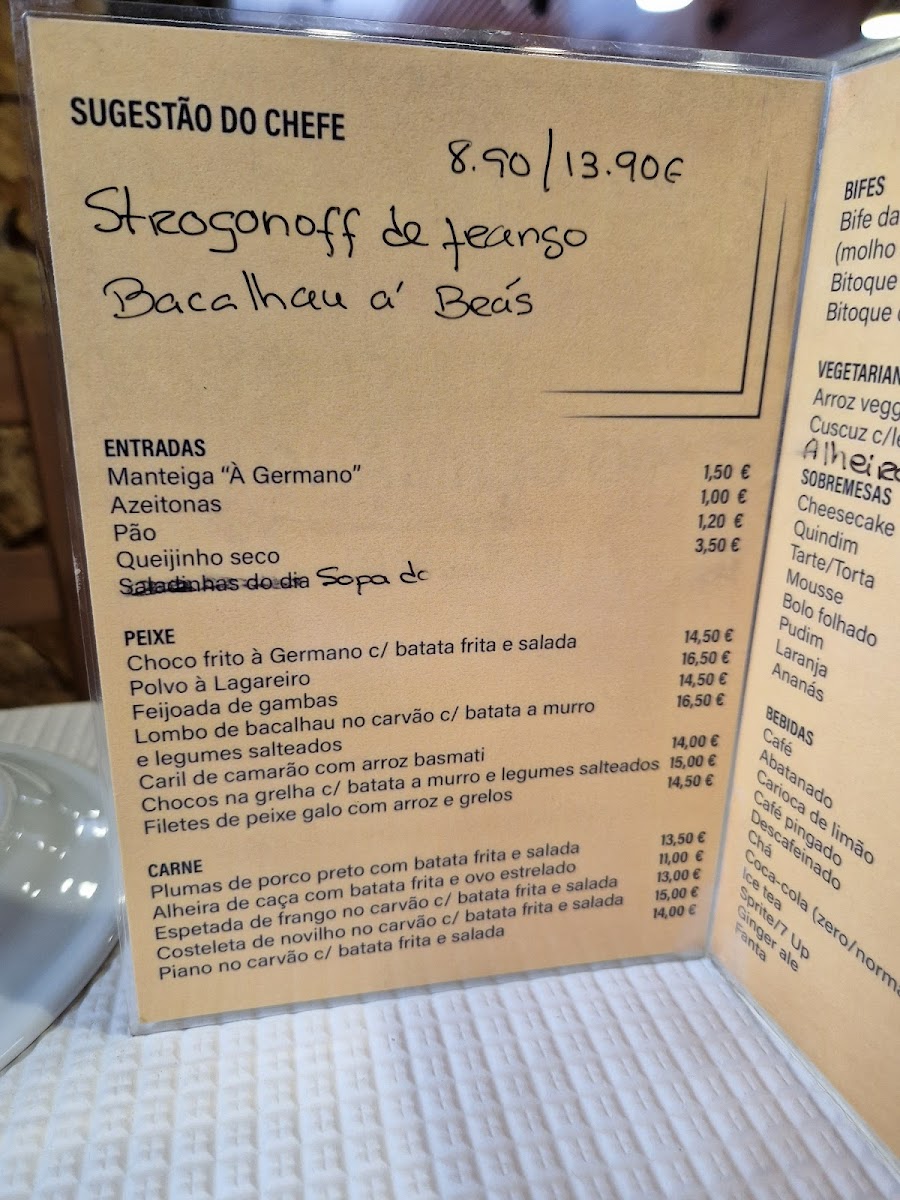 SUGESTÃO DO CHEFE
8.90/13.90€
Strogonoff de frango
Bacalhau á Brás
ENTRADAS
Manteiga “À Germano” 1,50 €
Azeitonas 1,00 €
Pão 1,20 €
Queijinho seco 3,50 €
Saladinhas do dia Sopa do
PEIXE
Choco frito à Germano c/ batata frita e salada 14,50 €
Polvo à Lagareiro 16,50 €
Feijoada de gambas 14,50 €
Lombo de bacalhau no carvão c/ batata a murro 16,50 €
e legumes salteados
Caril de camarão com arroz basmati 14,00 €
Chocos na grelha c/ batata a murro e legumes salteados 15,00 €
Filetes de peixe galo com arroz e grelos 14,50 €
CARNE
Plumas de porco preto com batata frita e salada 13,50 €
Alheira de caça com batata frita e ovo estrelado 11,00 €
Espetada de frango no carvão c/ batata frita e salada 13,00 €
Costeleta de novilho no carvão c/ batata frita e salada 15,00 €
Piano no carvão c/ batata frita e salada 14,00 €
BIFES
Bife da
(molho
Bitoque
Bitoque
VEGETARIAN
Arroz vegg
Cuscuz c/le
Alheira
SOBREMESAS
Cheesecake
Quindim
Tarte/Torta
Mousse
Bolo folhado
Pudim
Laranja
Ananás
BEBIDAS
Café
Abatanado
Carioca de limão
Café pingado
Descafeinado
Chá
Coca-cola (zero/norma
Ice tea
Sprite/7 Up
Ginger ale
Fanta